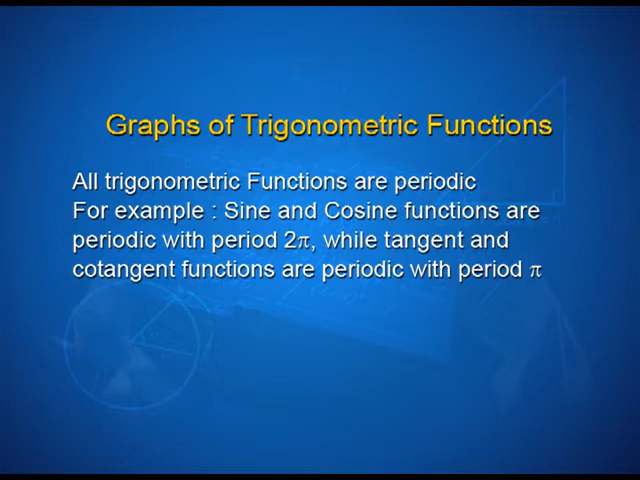 Graphs of Trigonometric Functions
All trigonometric Functions are periodic
For example : Sine and Cosine functions are
periodic with period 2π, while tangent and
cotangent functions are periodic with period π